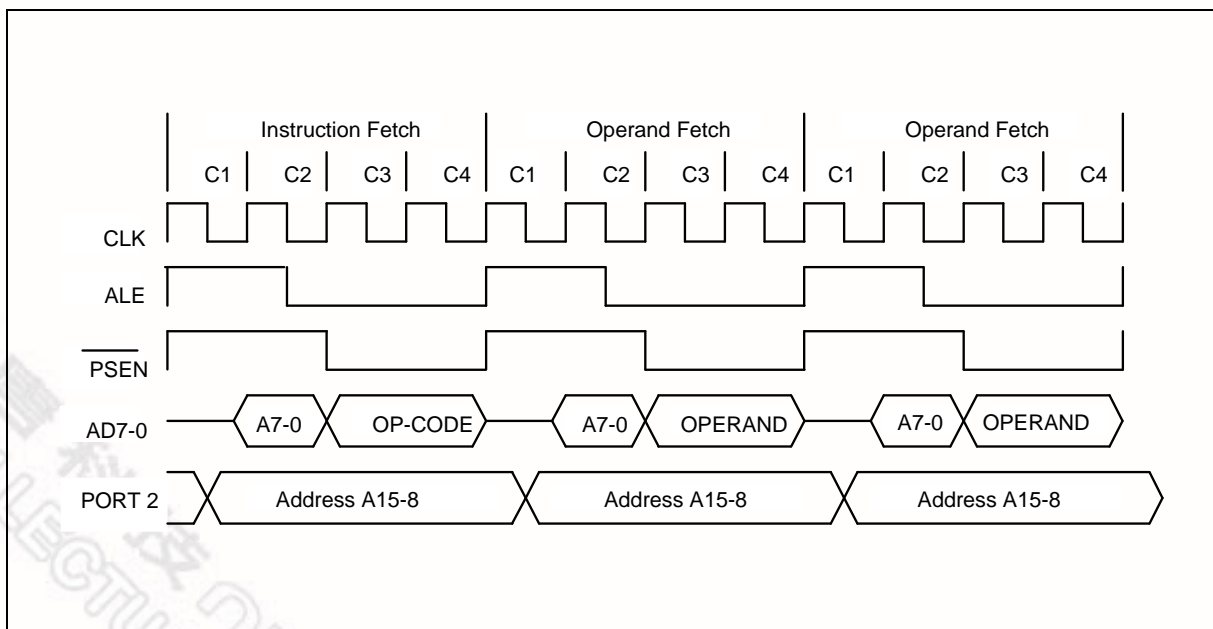 Instruction Fetch Operand Fetch Operand Fetch
C1 C2 C3 C4 C1 C2 C3 C4 C1 C2 C3 C4
CLK
ALE
PSEN
AD7-0 A7-0 OP-CODE A7-0 OPERAND A7-0 OPERAND
PORT 2 Address A15-8 Address A15-8 Address A15-8